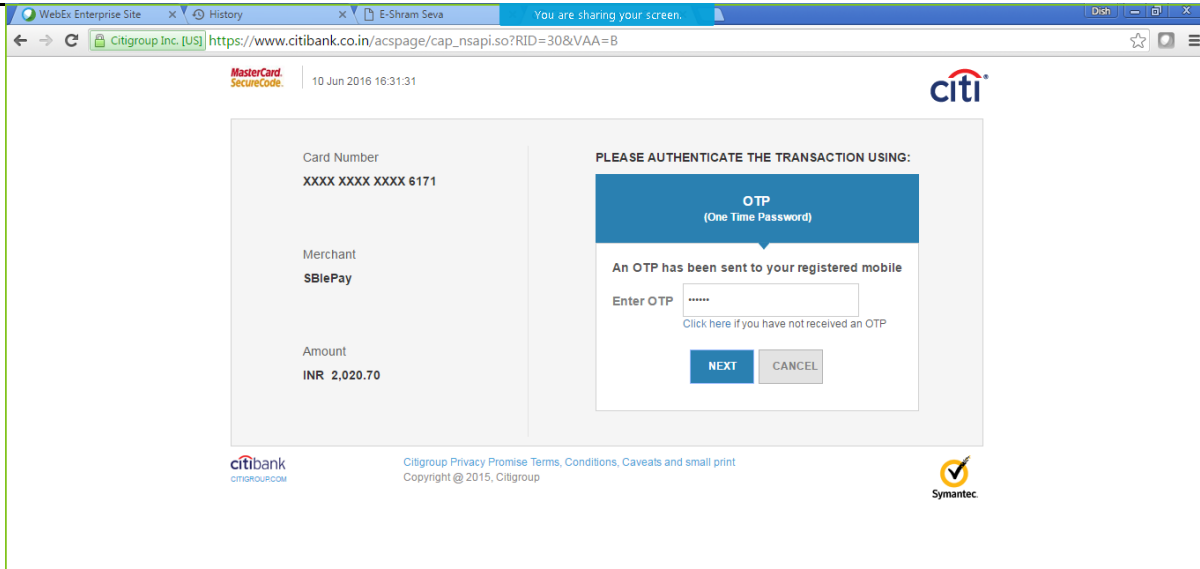 WebEx Enterprise Site
History
E-Shram Seva
You are sharing your screen.
Dish
Citigroup Inc. [US] https://www.citibank.co.in/acspage/cap_nsapi.so?RID=30&VAA=B
MasterCard.
SecureCode.
10 Jun 2016 16:31:31
citi
Card Number
XXXX XXXX XXXX 6171
Merchant
SBIePay
Amount
INR 2,020.70
PLEASE AUTHENTICATE THE TRANSACTION USING:
OTP
(One Time Password)
An OTP has been sent to your registered mobile
Enter OTP ······
Click here if you have not received an OTP
NEXT CANCEL
citibank
CITIGROUP.COM
Citigroup Privacy Promise Terms, Conditions, Caveats and small print
Copyright @ 2015, Citigroup
Symantec.